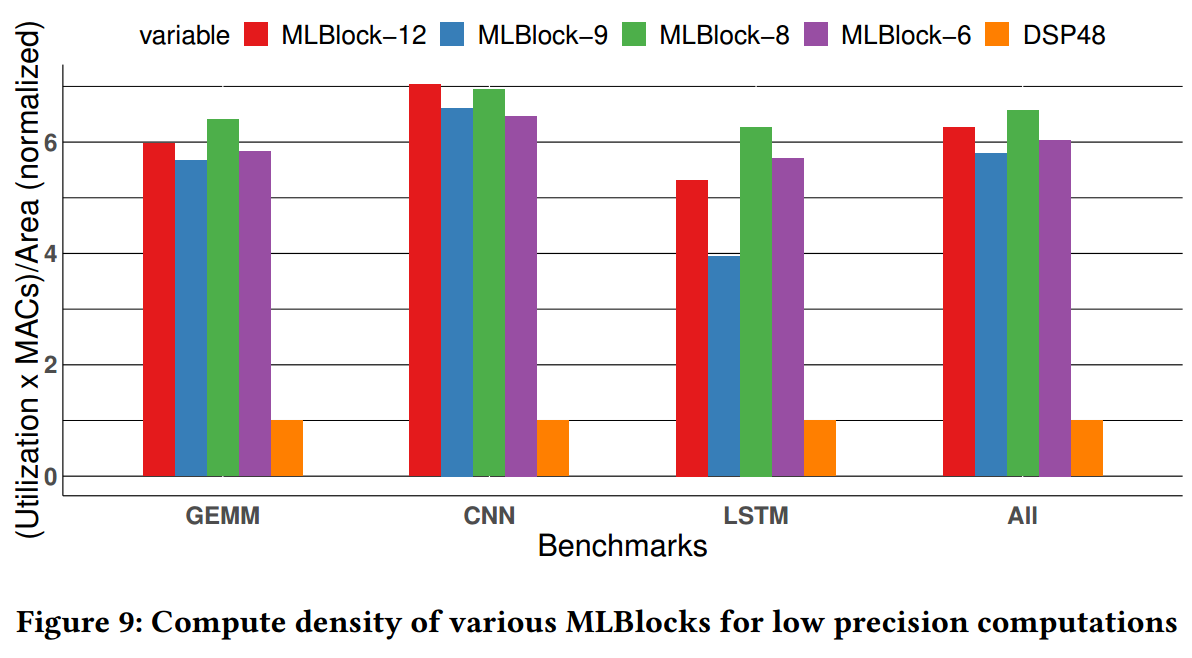 variable MLBlock−12 MLBlock−9 MLBlock−8 MLBlock−6 DSP48
(Utilization x MACs)/Area (normalized)
6
4
2
0
GEMM CNN LSTM All
Benchmarks
Figure 9: Compute density of various MLBlocks for low precision computations